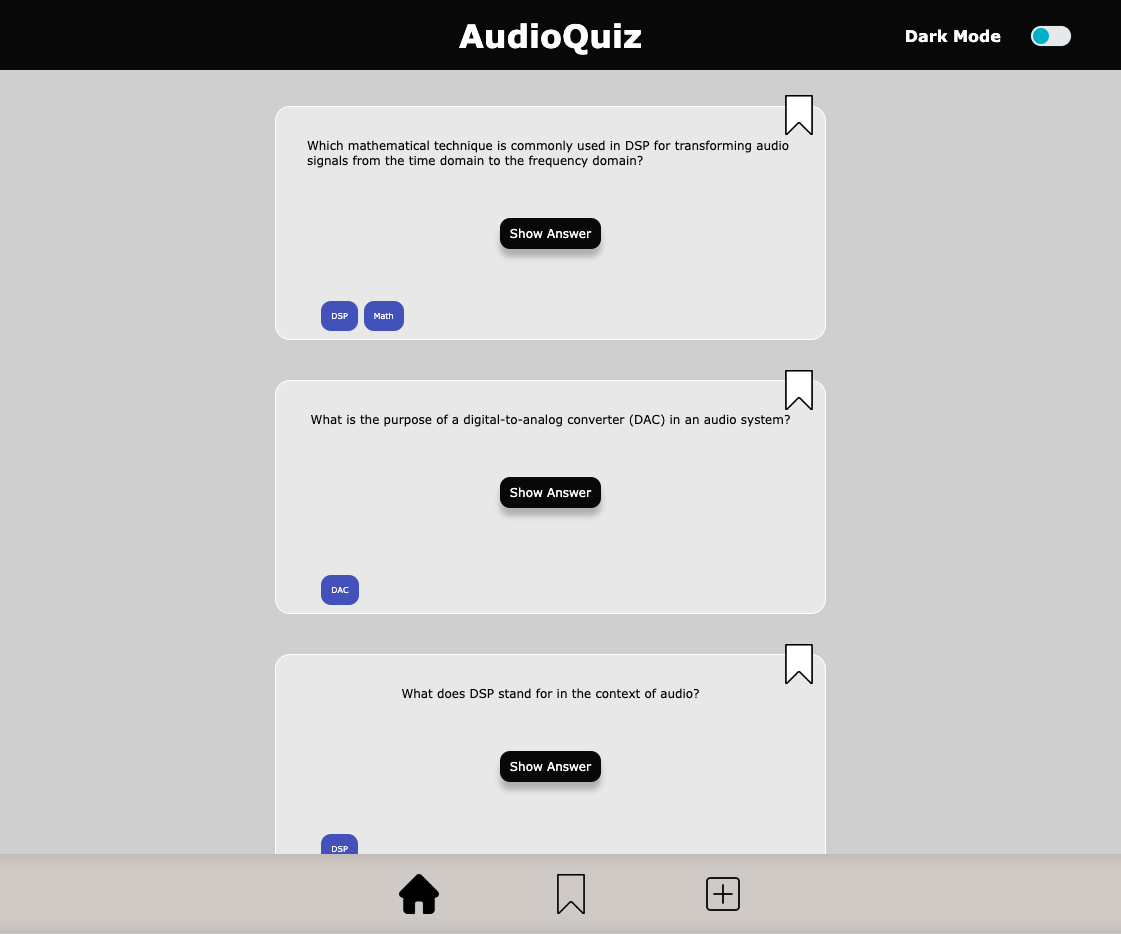 AudioQuiz
Dark Mode
Which mathematical technique is commonly used in DSP for transforming audio
signals from the time domain to the frequency domain?
Show Answer
DSP
Math
What is the purpose of a digital-to-analog converter (DAC) in an audio system?
Show Answer
DAC
What does DSP stand for in the context of audio?
Show Answer
DSP